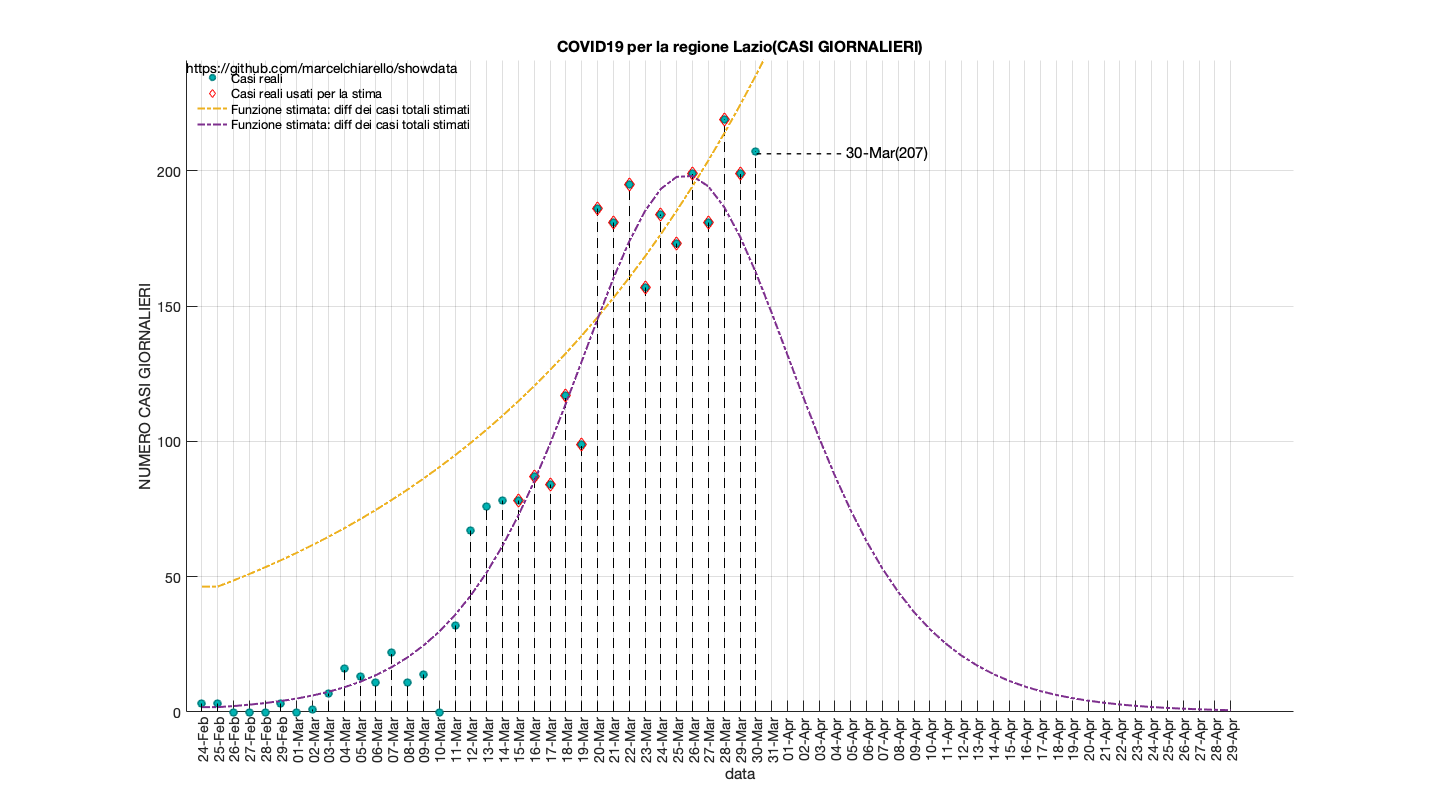 COVID19 per la regione Lazio(CASI GIORNALIERI)
https://github.com/marcelchiarello/showdata
Casi reali
Casi reali usati per la stima
Funzione stimata: diff dei casi totali stimati
Funzione stimata: diff dei casi totali stimati
30-Mar(207)
NUMERO CASI GIORNALIERI
200
150
100
50
0
24-Feb
25-Feb
26-Feb
27-Feb
28-Feb
29-Feb
01-Mar
02-Mar
03-Mar
04-Mar
05-Mar
06-Mar
07-Mar
08-Mar
09-Mar
10-Mar
11-Mar
12-Mar
13-Mar
14-Mar
15-Mar
16-Mar
17-Mar
18-Mar
19-Mar
20-Mar
21-Mar
22-Mar
23-Mar
24-Mar
25-Mar
26-Mar
27-Mar
28-Mar
29-Mar
30-Mar
31-Mar
01-Apr
02-Apr
03-Apr
04-Apr
05-Apr
06-Apr
07-Apr
08-Apr
09-Apr
10-Apr
11-Apr
12-Apr
13-Apr
14-Apr
15-Apr
16-Apr
17-Apr
18-Apr
19-Apr
20-Apr
21-Apr
22-Apr
23-Apr
24-Apr
25-Apr
26-Apr
27-Apr
28-Apr
29-Apr
data